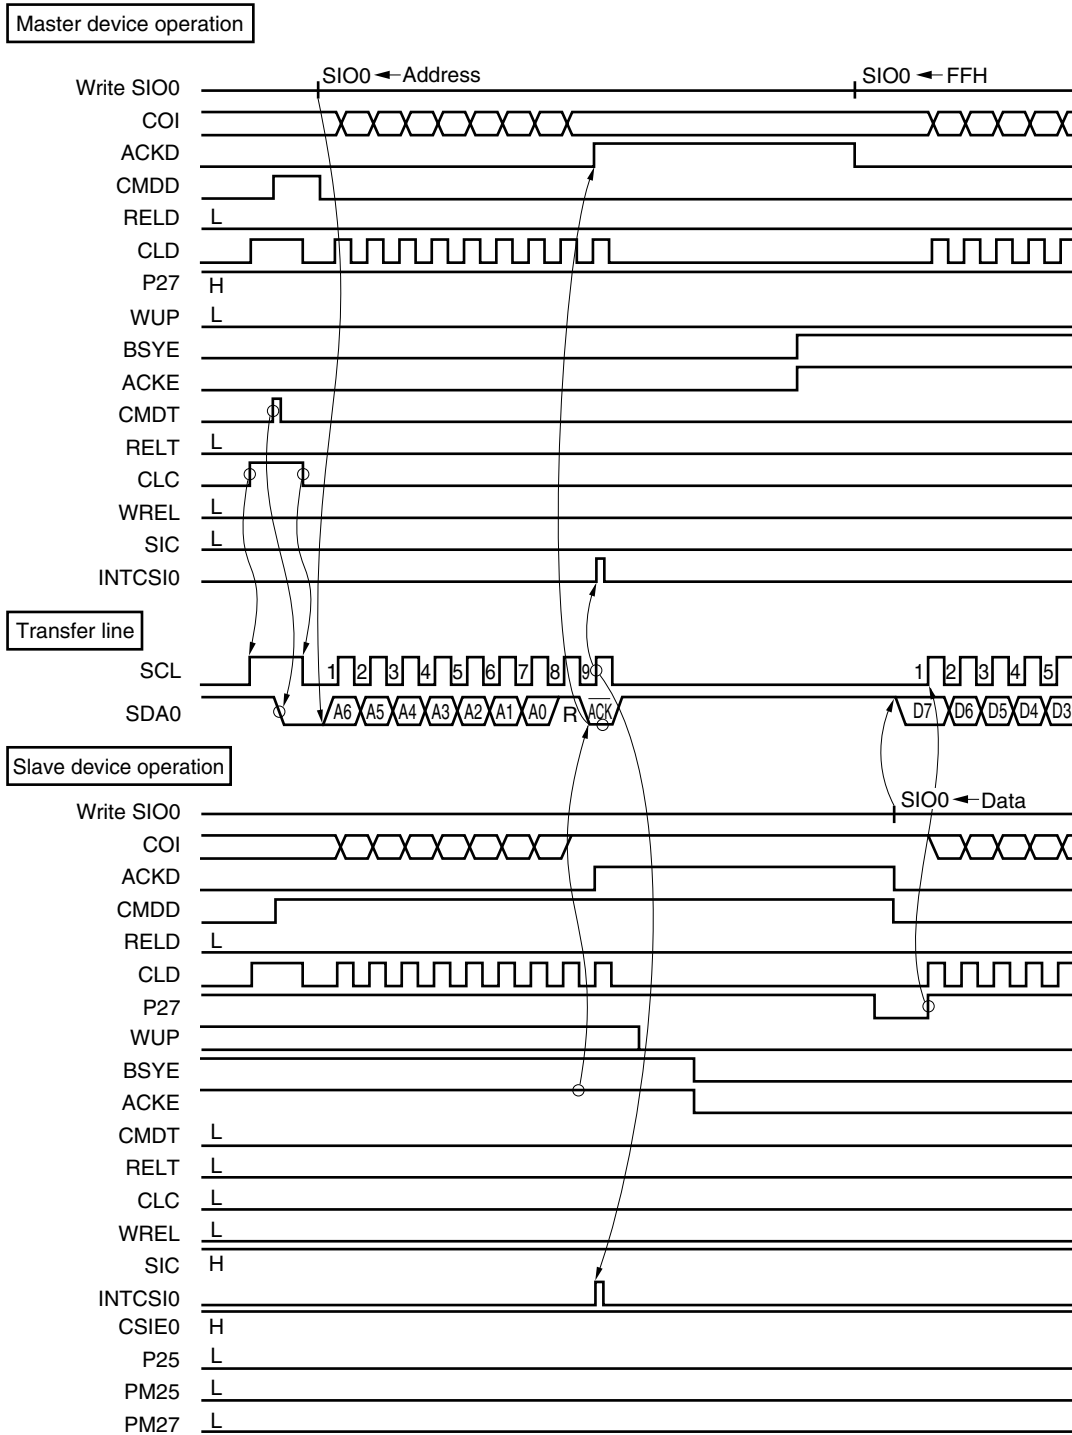 Master device operation
Write SIO0 SIO0 ← Address SIO0 ← FFH
COI
ACKD
CMDD
RELD L
CLD
P27 H
WUP L
BSYE
ACKE
CMDT
RELT L
CLC
WREL L
SIC L
INTCSI0
Transfer line
SCL 1 2 3 4 5 6 7 8 9 1 2 3 4 5
SDA0 A6 A5 A4 A3 A2 A1 A0 R ACK D7 D6 D5 D4 D3
Slave device operation
Write SIO0 SIO0 ← Data
COI
ACKD
CMDD
RELD L
CLD
P27
WUP
BSYE
ACKE
CMDT L
RELT L
CLC L
WREL L
SIC H
INTCSI0
CSIE0 H
P25 L
PM25 L
PM27 L